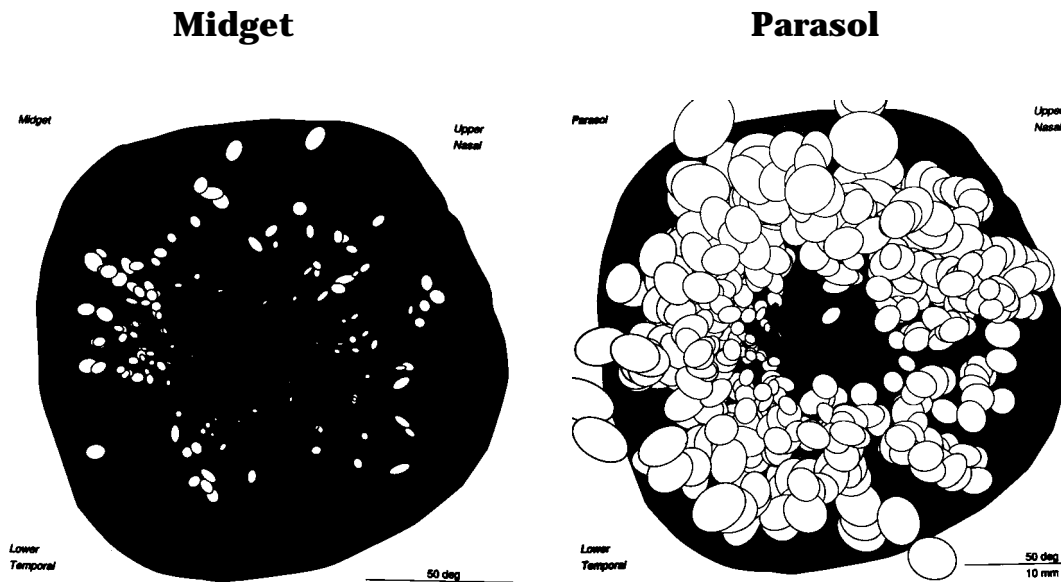 Midget
Parasol
Midget
Upper
Nasal
Parasol
Upper
Nasal
Lower
Temporal
50 deg
Lower
Temporal
50 deg
10 mm